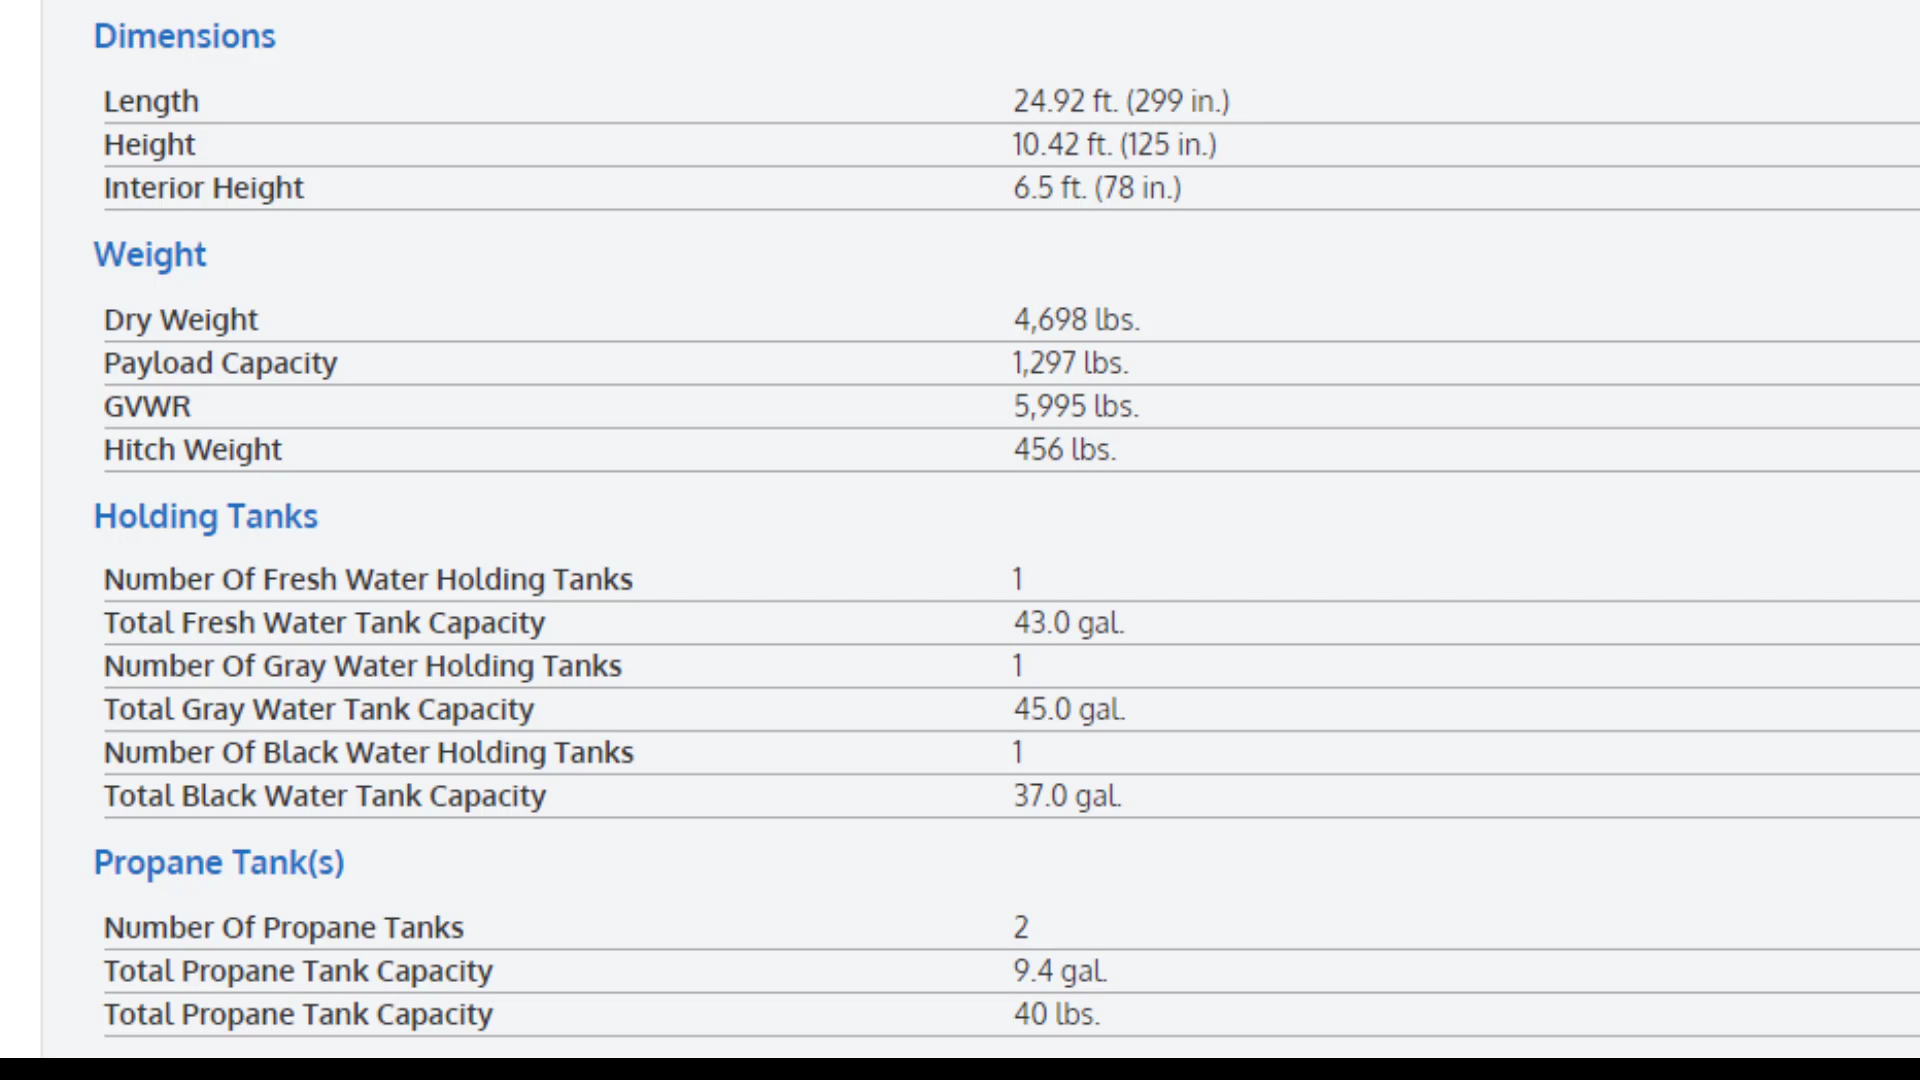 Dimensions
Length 24.92 ft. (299 in.)
Height 10.42 ft. (125 in.)
Interior Height 6.5 ft. (78 in.)
Weight
Dry Weight 4,698 lbs.
Payload Capacity 1,297 lbs.
GVWR 5,995 lbs.
Hitch Weight 456 lbs.
Holding Tanks
Number Of Fresh Water Holding Tanks 1
Total Fresh Water Tank Capacity 43.0 gal.
Number Of Gray Water Holding Tanks 1
Total Gray Water Tank Capacity 45.0 gal.
Number Of Black Water Holding Tanks 1
Total Black Water Tank Capacity 37.0 gal.
Propane Tank(s)
Number Of Propane Tanks 2
Total Propane Tank Capacity 9.4 gal.
Total Propane Tank Capacity 40 lbs.